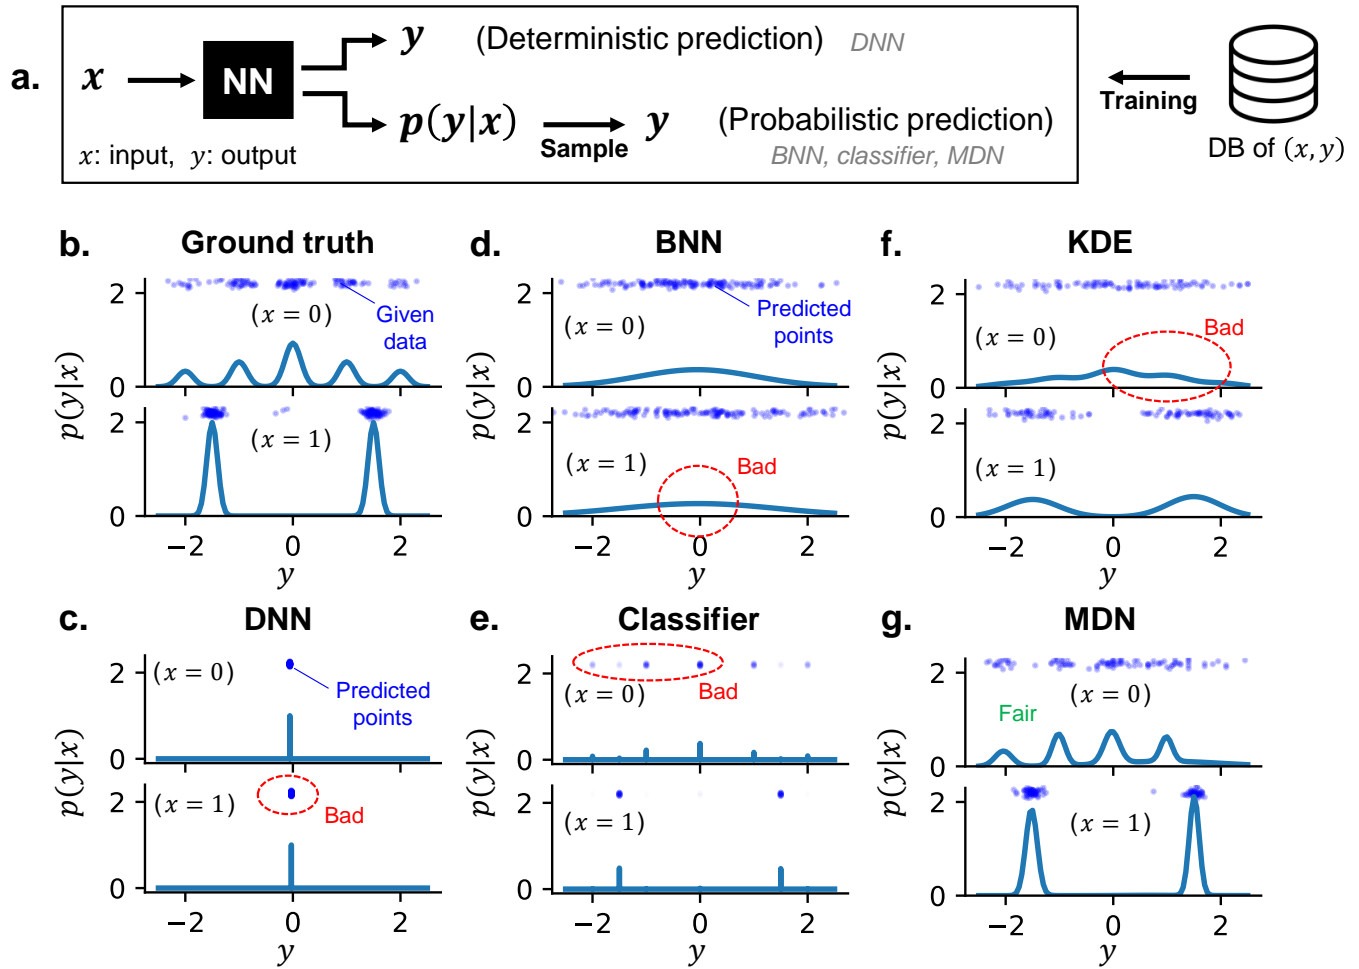 a.
x
NN
y
(Deterministic prediction)
DNN
p(y|x)
Sample
y
(Probabilistic prediction)
BNN, classifier, MDN
x: input, y: output
Training
DB of (x, y)
b.
Ground truth
2
(x = 0)
Given
data
0
2
(x = 1)
0
p(y|x)
−2
0
2
y
d.
BNN
2
Predicted
points
(x = 0)
0
2
(x = 1)
Bad
0
p(y|x)
−2
0
2
y
f.
KDE
2
Bad
(x = 0)
0
2
(x = 1)
0
p(y|x)
−2
0
2
y
c.
DNN
2
(x = 0)
Predicted
points
0
2
(x = 1)
Bad
0
p(y|x)
−2
0
2
y
e.
Classifier
2
Bad
(x = 0)
0
2
(x = 1)
0
p(y|x)
−2
0
2
y
g.
MDN
2
(x = 0)
Fair
0
2
(x = 1)
0
p(y|x)
−2
0
2
y